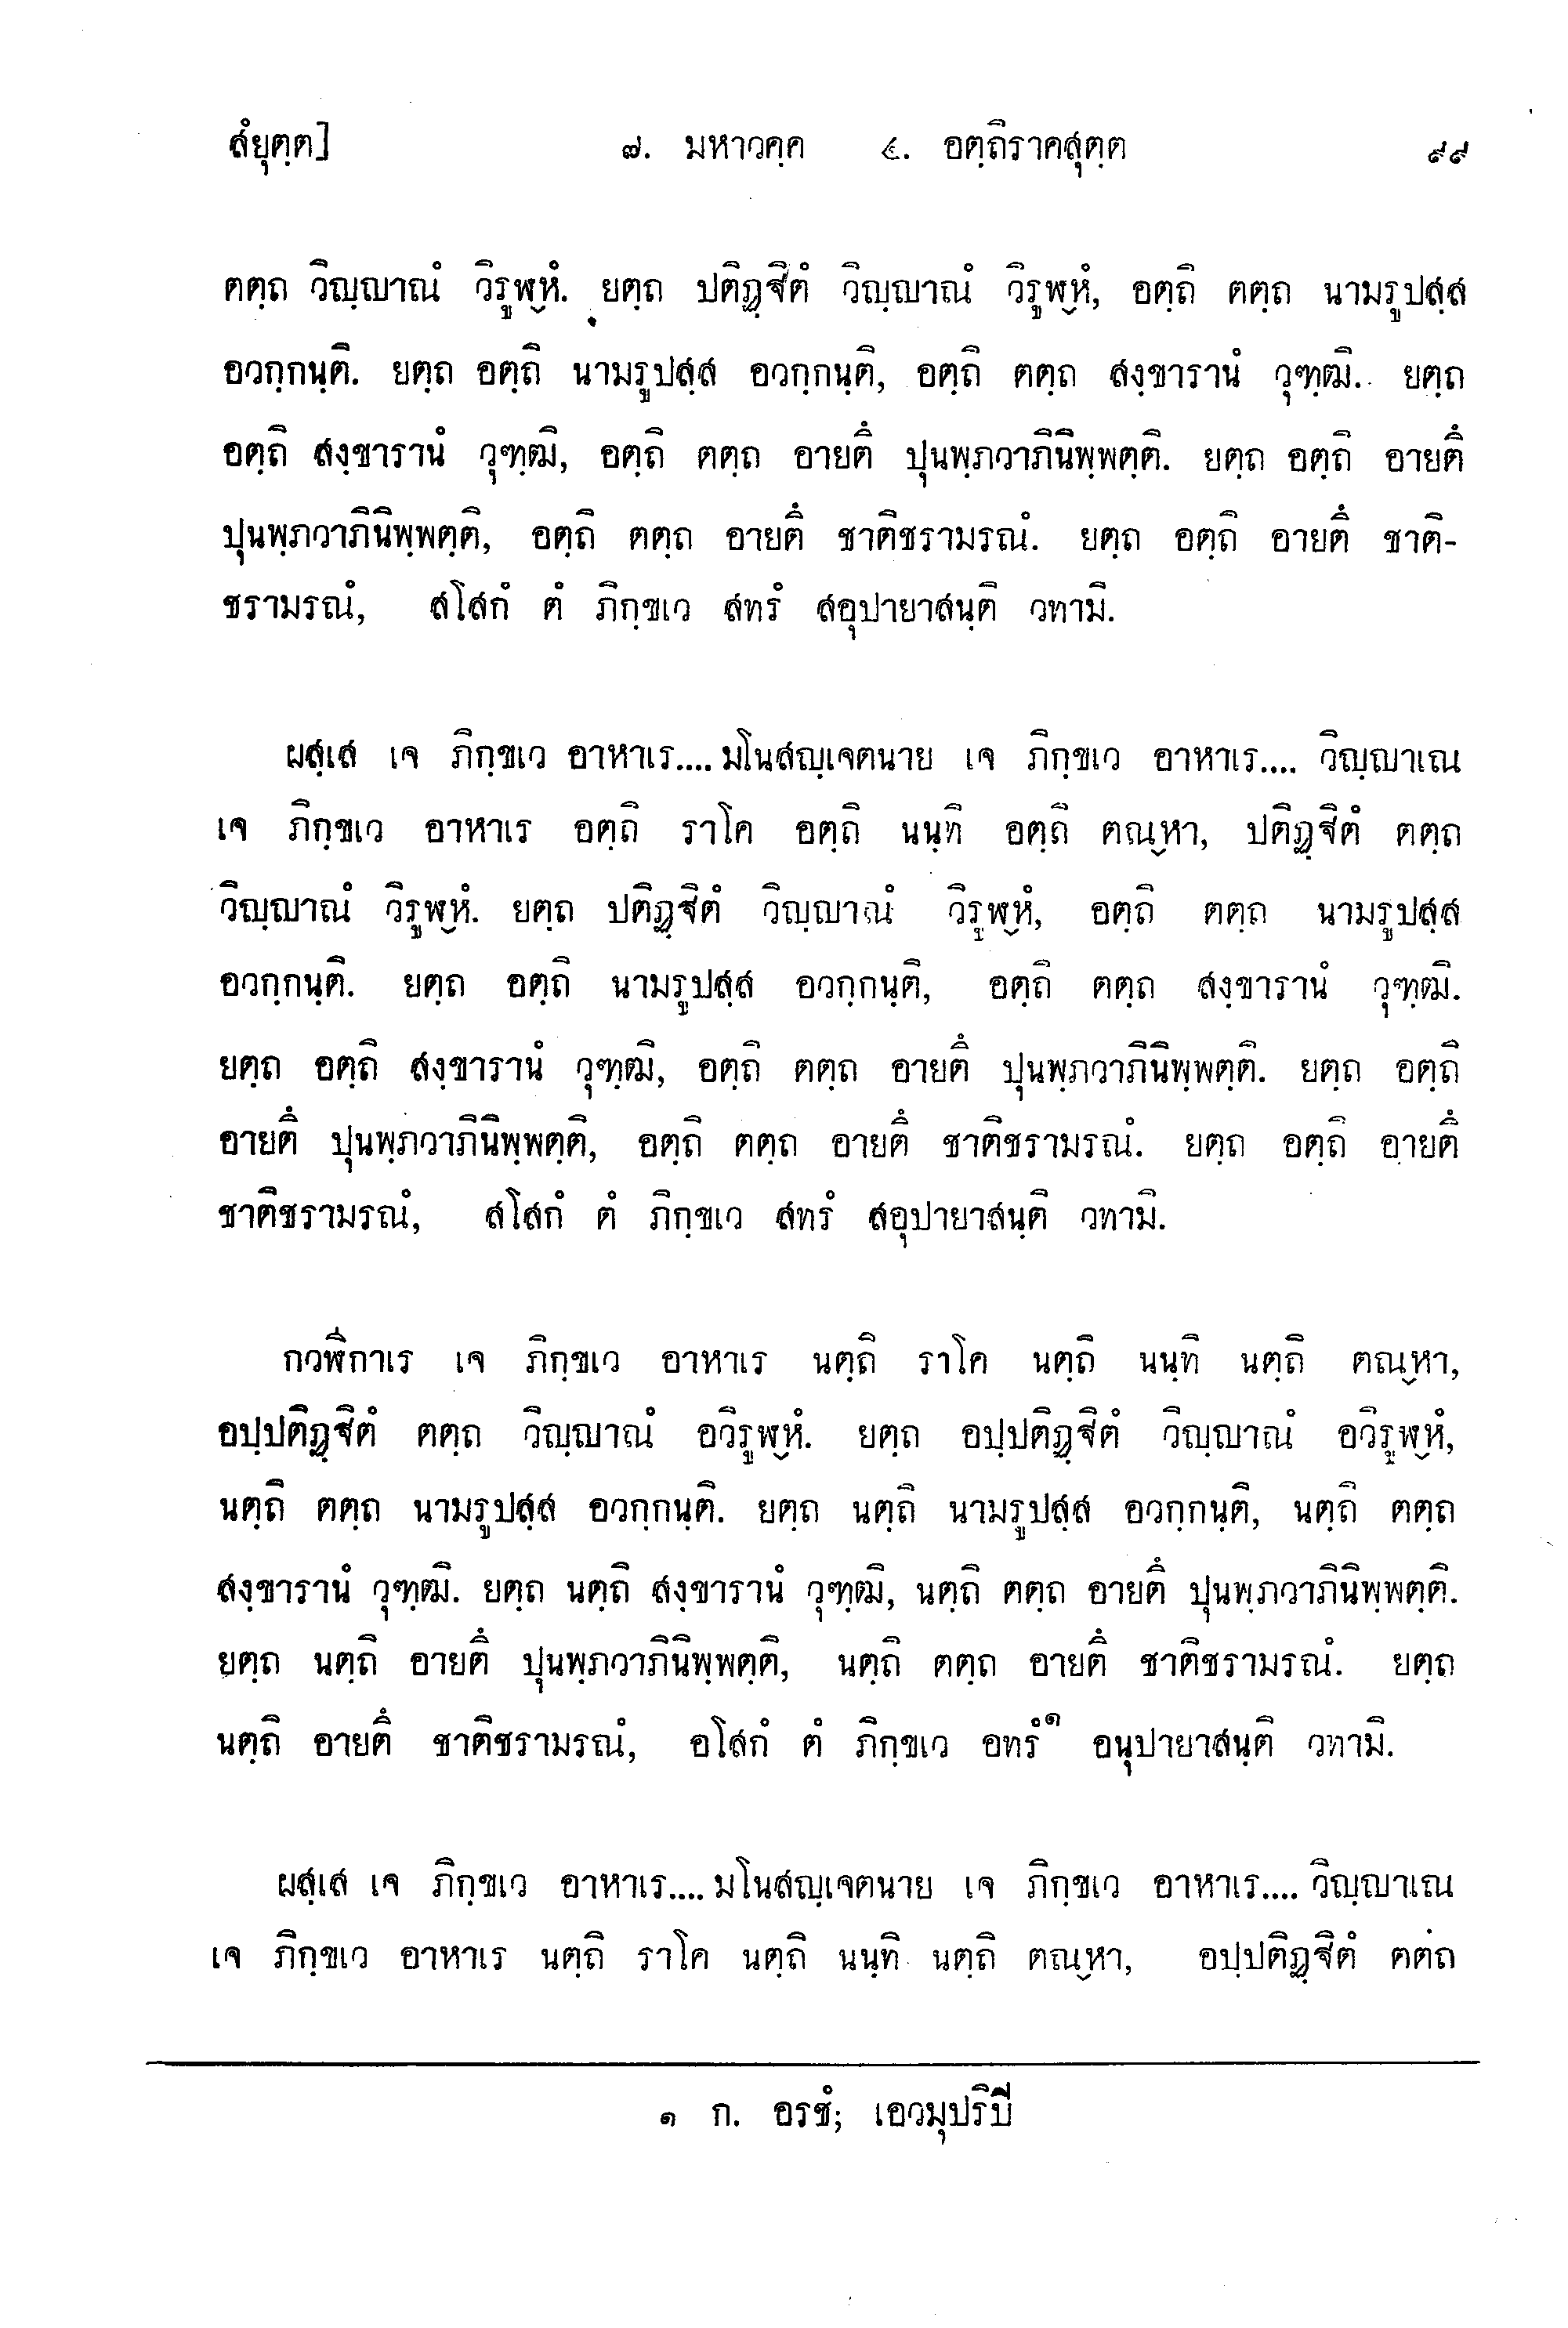 สํยุตฺต]	๗. มหาวคฺค ๔. อตฺถิราคสุตฺต	๙๙
ตตฺถ วิญฺญาณํ วิรูฬฺหํ. ยตฺถ ปติฏฺฐิตํ วิญฺญาณํ วิรูฬฺหํ, อตฺถิ ตตฺถ นามรูปสฺส
อวกฺกนฺติ. ยตฺถ อตฺถิ นามรูปสฺส อวกฺกนฺติ, อตฺถิ ตตฺถ สงฺขารานํ วุฑฺฒิ. ยตฺถ
อตฺถิ สงฺขารานํ วุฑฺฒิ, อตฺถิ ตตฺถ อายตึ ปุนพฺภวาภินิพฺพตฺติ. ยตฺถ อตฺถิ อายตึ
ปุนพฺภวาภินิพฺพตฺติ, อตฺถิ ตตฺถ อายตึ ชาติชรามรณํ. ยตฺถ อตฺถิ อายตึ ชาติ-
ชรามรณํ, สโสกํ ตํ ภิกฺขเว สทรํ สอุปายาสนฺติ วทามิ.
ผสฺเส เจ ภิกฺขเว อาหาเร.... มโนสญฺเจตนาย เจ ภิกฺขเว อาหาเร.... วิญฺญาเณ
เจ ภิกฺขเว อาหาเร อตฺถิ ราโค อตฺถิ นนฺทิ อตฺถิ ตณฺหา, ปติฏฺฐิตํ ตตฺถ
วิญฺญาณํ วิรูฬฺหํ. ยตฺถ ปติฏฺฐิตํ วิญฺญาณํ วิรูฬฺหํ, อตฺถิ ตตฺถ นามรูปสฺส
อวกฺกนฺติ. ยตฺถ อตฺถิ นามรูปสฺส อวกฺกนฺติ, อตฺถิ ตตฺถ สงฺขารานํ วุฑฺฒิ.
ยตฺถ อตฺถิ สงฺขารานํ วุฑฺฒิ, อตฺถิ ตตฺถ อายตึ ปุนพฺภวาภินิพฺพตฺติ. ยตฺถ อตฺถิ
อายตึ ปุนพฺภวาภินิพฺพตฺติ, อตฺถิ ตตฺถ อายตึ ชาติชรามรณํ. ยตฺถ อตฺถิ อายตึ
ชาติชรามรณํ, สโสกํ ตํ ภิกฺขเว สทรํ สอุปายาสนฺติ วทามิ.
กวฬิํกาเร เจ ภิกฺขเว อาหาเร นตฺถิ ราโค นตฺถิ นนฺทิ นตฺถิ ตณฺหา,
อปฺปติฏฺฐิตํ ตตฺถ วิญฺญาณํ อวิรูฬฺหํ. ยตฺถ อปฺปติฏฺฐิตํ วิญฺญาณํ อวิรูฬฺหํ,
นตฺถิ ตตฺถ นามรูปสฺส อวกฺกนฺติ. ยตฺถ นตฺถิ นามรูปสฺส อวกฺกนฺติ, นตฺถิ ตตฺถ
สงฺขารานํ วุฑฺฒิ. ยตฺถ นตฺถิ สงฺขารานํ วุฑฺฒิ, นตฺถิ ตตฺถ อายตึ ปุนพฺภวาภินิพฺพตฺติ.
ยตฺถ นตฺถิ อายตึ ปุนพฺภวาภินิพฺพตฺติ, นตฺถิ ตตฺถ อายตึ ชาติชรามรณํ. ยตฺถ
นตฺถิ อายตึ ชาติชรามรณํ, อโสกํ ตํ ภิกฺขเว อทรํ๑ อนุปายาสนฺติ วทามิ.
ผสฺเส เจ ภิกฺขเว อาหาเร.... มโนสญฺเจตนาย เจ ภิกฺขเว อาหาเร.... วิญฺญาเณ
เจ ภิกฺขเว อาหาเร นตฺถิ ราโค นตฺถิ นนฺทิ นตฺถิ ตณฺหา, อปฺปติฏฺฐิตํ ตตฺถ
๑ ก. อรชํ; เอวมุปริปี